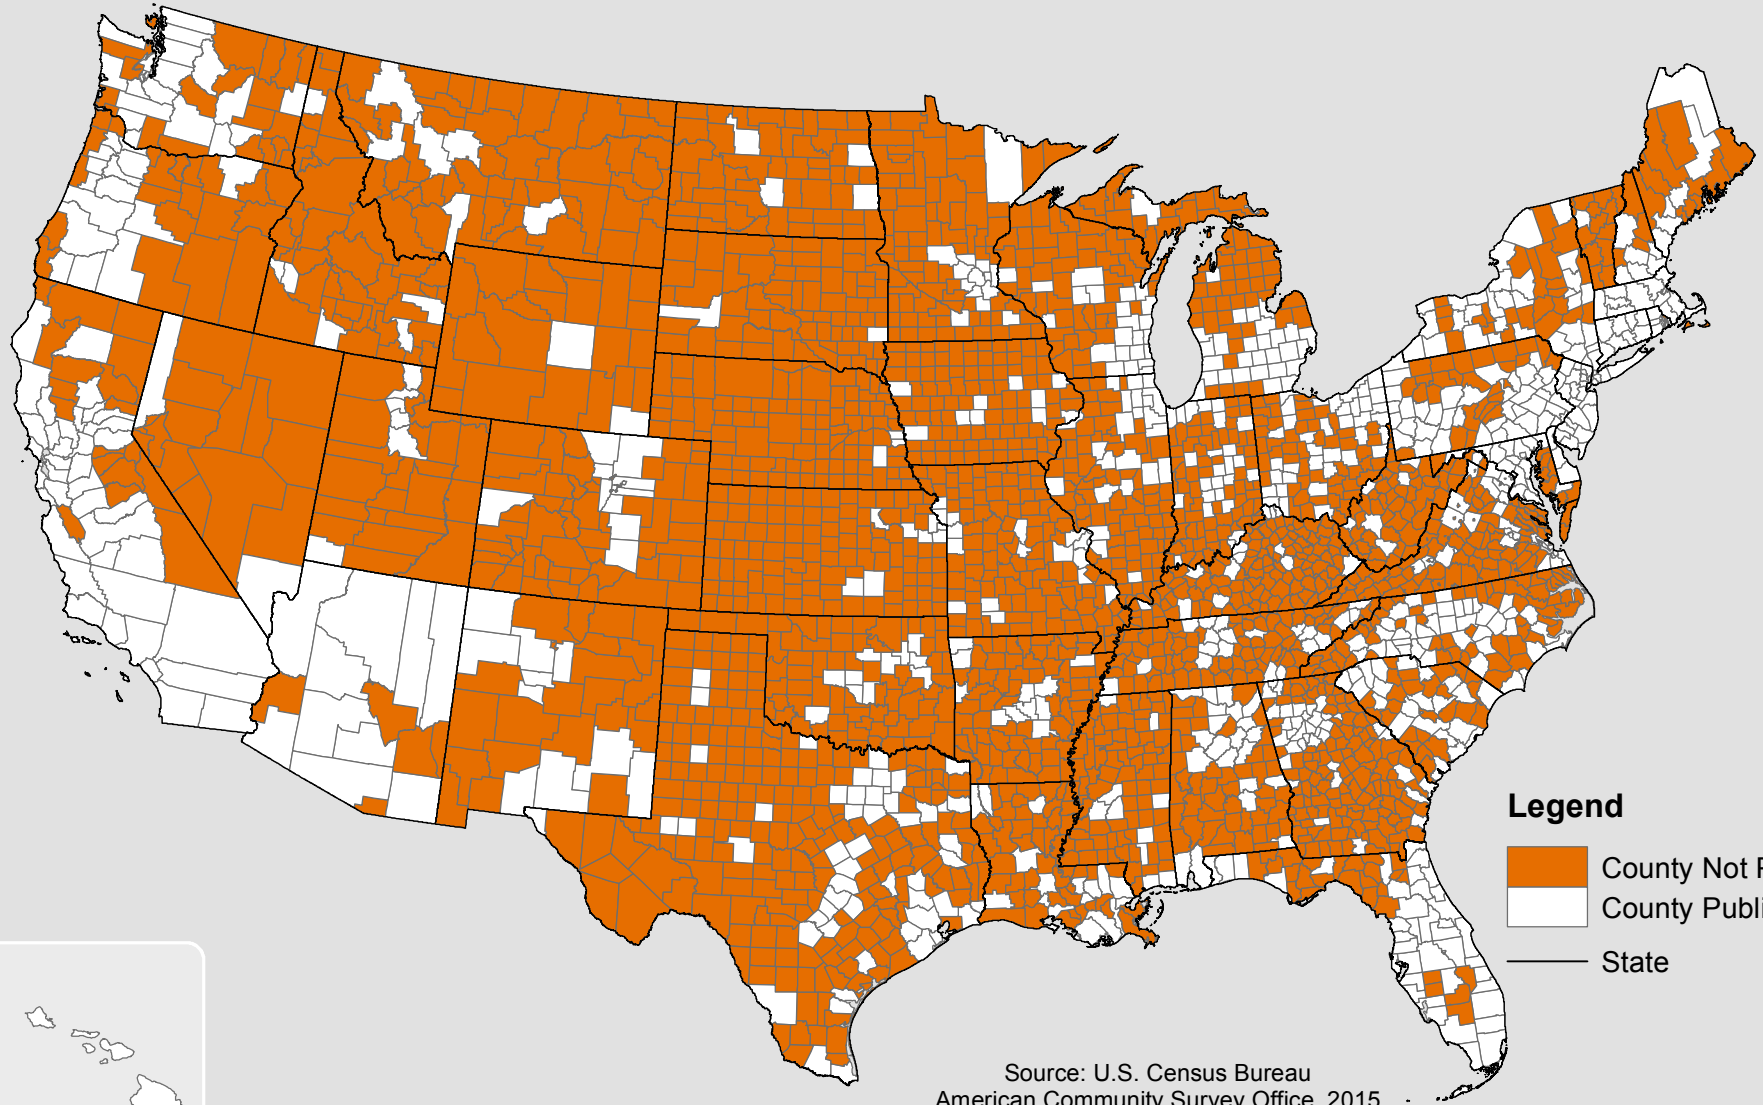 Legend
County Not
County Publi
State
Source: U.S. Census Bureau
American Community Survey Office, 2015